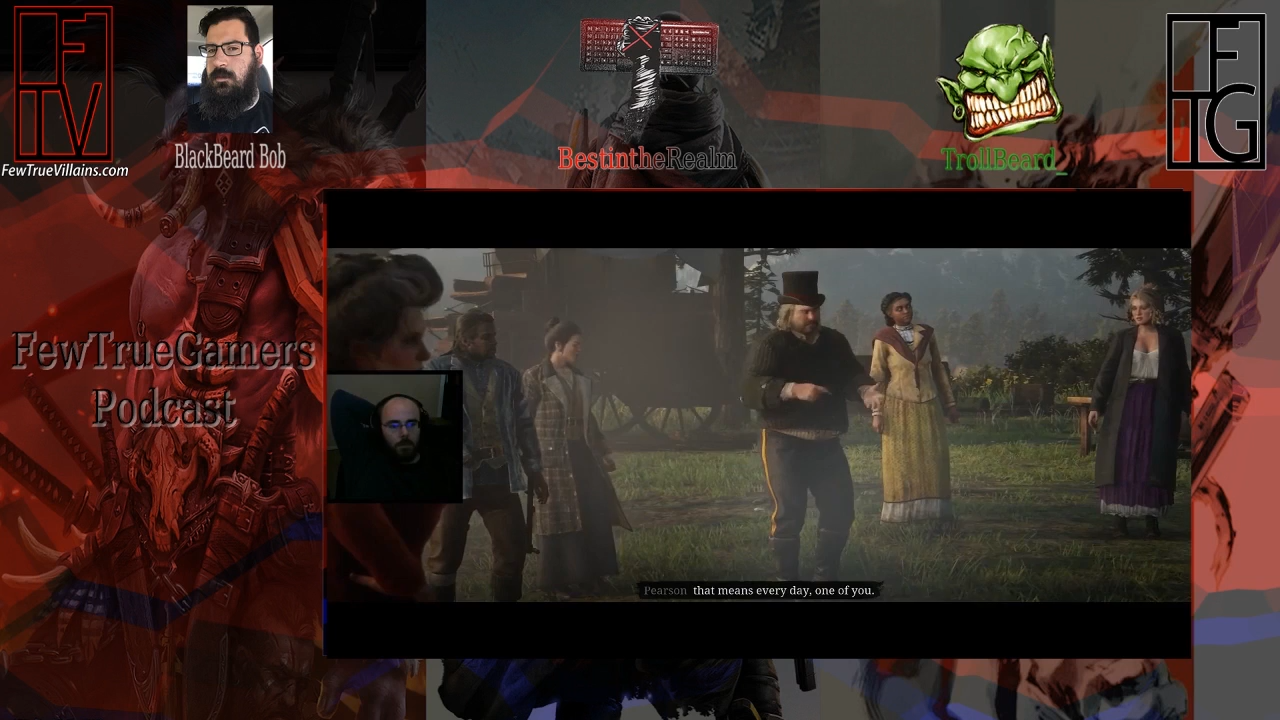 FTV
FewTrueVillains.com
BlackBeard Bob
BestintheRealm
TrollBeard_
FTG
FewTrueGamers
Podcast
Pearson that means every day, one of you.